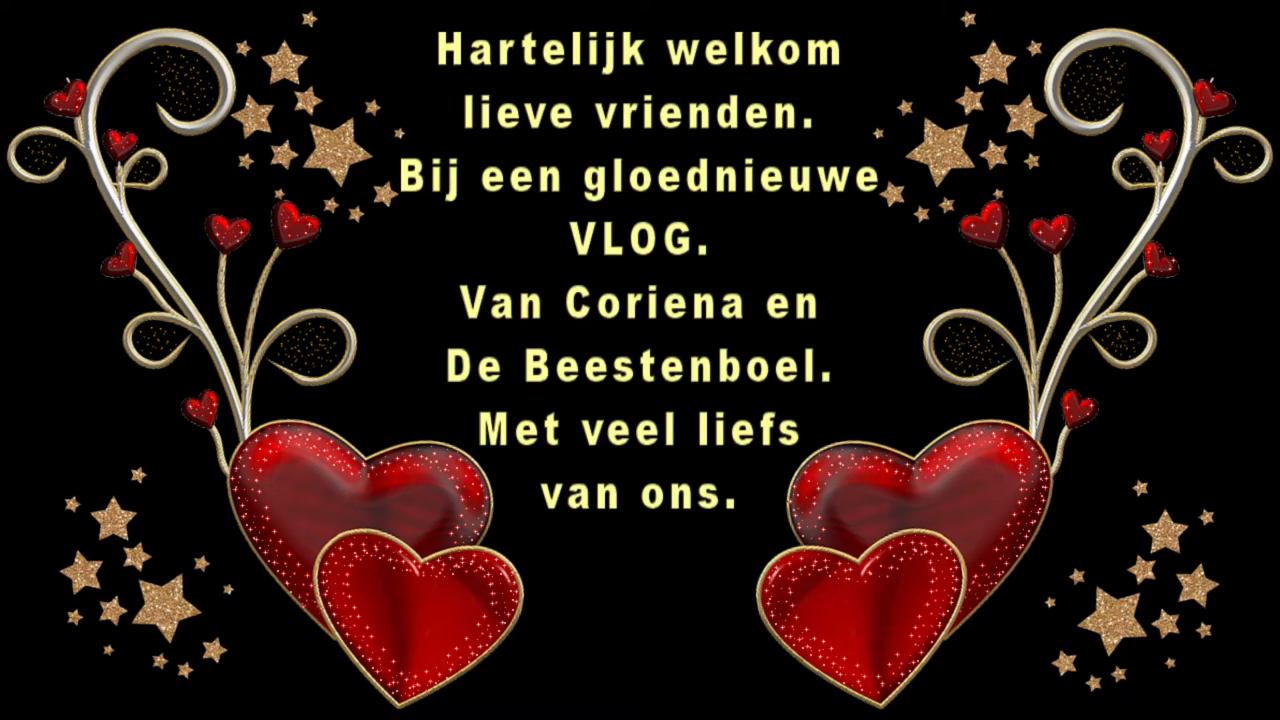 Hartelijk welkom
lieve vrienden.
Bij een gloednieuwe
VLOG.
Van Coriena en
De Beestenboel.
Met veel liefs
van ons.